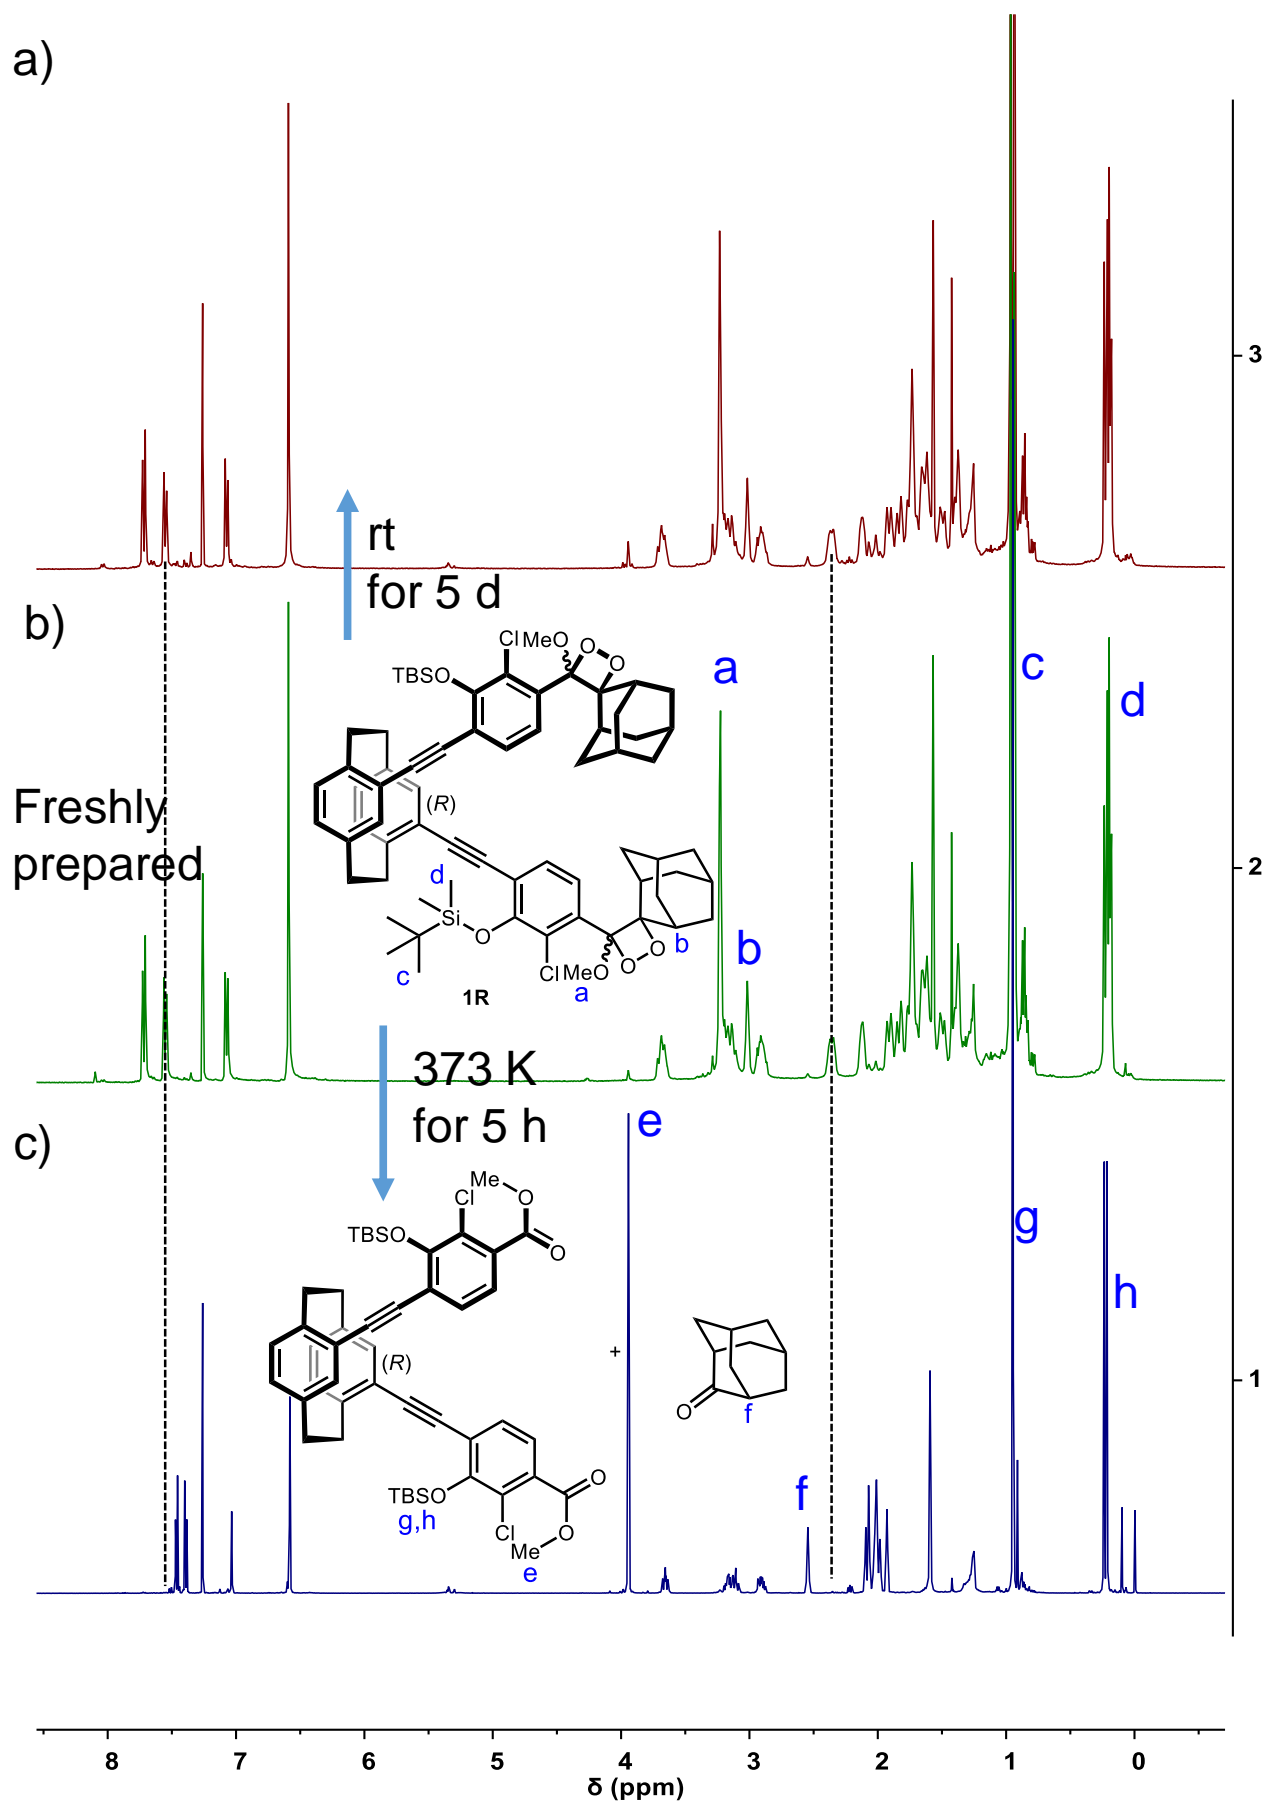 a)
3
rt
for 5 d
b)
Cl
MeO
O
O
TBSO
a
c
d
Freshly
prepared
(R)
2
d
Si
O
b
b
c
Cl
MeO
O
O
a
1R
373 K
for 5 h
c)
e
Me
O
Cl
TBSO
O
g
h
(R)
+
O
f
1
TBSO
g,h
O
Cl
O
Me
e
f
8 7 6 5 4 3 2 1 0
δ (ppm)